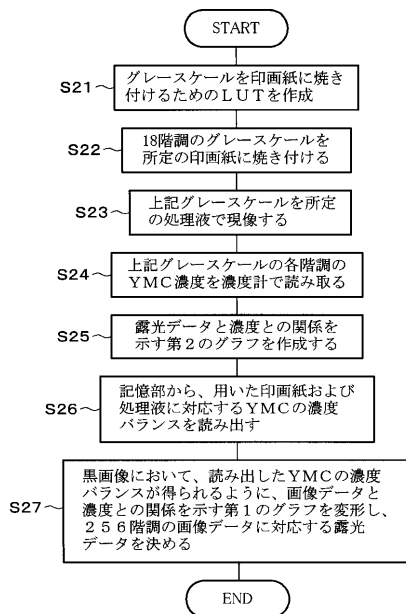 START
S21
グレースケールを印画紙に焼き
付けるためのLUTを作成
S22
18階調のグレースケールを
所定の印画紙に焼き付ける
S23
上記グレースケールを所定
の処理液で現像する
S24
上記グレースケールの各階調の
YMC濃度を濃度計で読み取る
S25
露光データと濃度との関係を
示す第2のグラフを作成する
S26
記憶部から、用いた印画紙および
処理液に対応するYMCの濃度
バランスを読み出す
S27
黒画像において、読み出したYMCの濃度
バランスが得られるように、画像データと
濃度との関係を示す第1のグラフを変形し、
256階調の画像データに対応する露光
データを決める
END